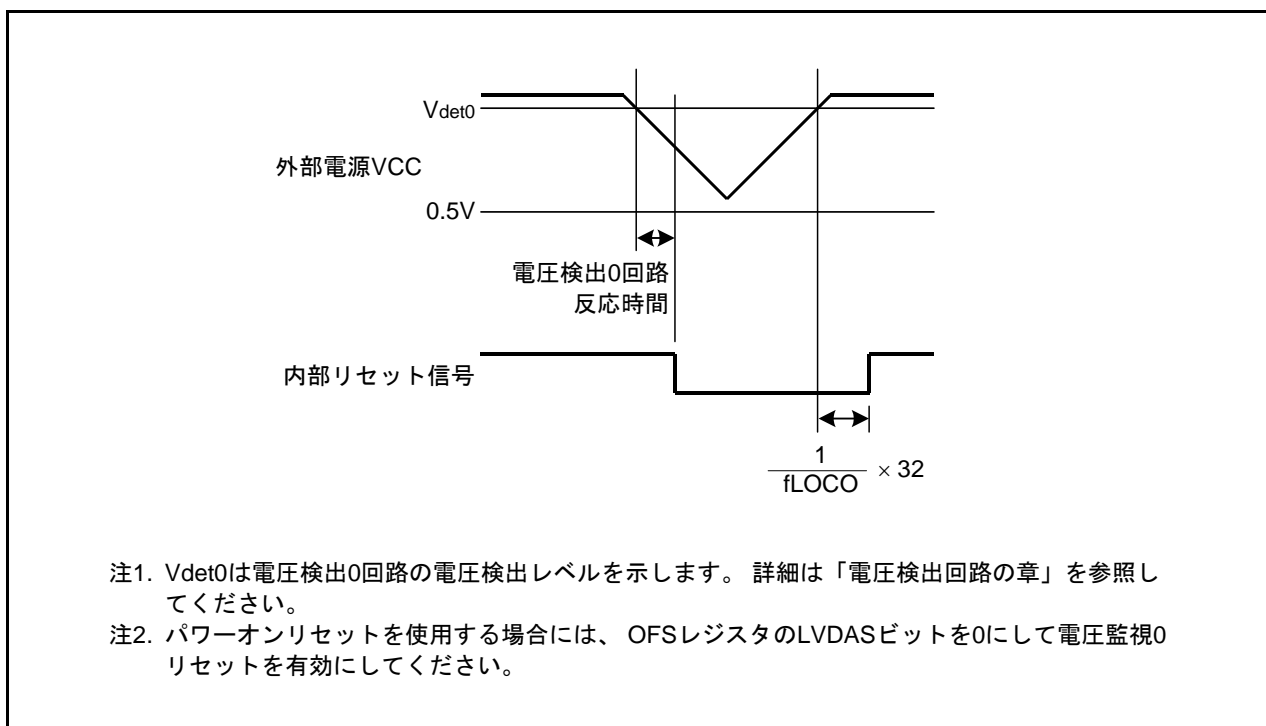 Vdet0
外部電源VCC
0.5V
電圧検出0回路
反応時間
内部リセット信号
1
fLOCO
× 32
注1. Vdet0は電圧検出0回路の電圧検出レベルを示します。 詳細は「電圧検出回路の章」を参照し
てください。
注2. パワーオンリセットを使用する場合には、 OFSレジスタのLVDASビットを0にして電圧監視0
リセットを有効にしてください。